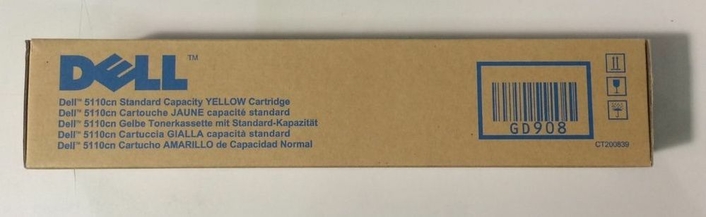 DELL™
Dell™ 5110cn Standard Capacity YELLOW Cartridge
Dell™ 5110cn Cartouche JAUNE capacité standard
Dell™ 5110cn Gelbe Tonerkassette mit Standard-Kapazität
Dell™ 5110cn Cartuccia GIALLA capacità standard
Dell™ 5110cn Cartucho AMARILLO de Capacidad Normal
GD908
CT200839